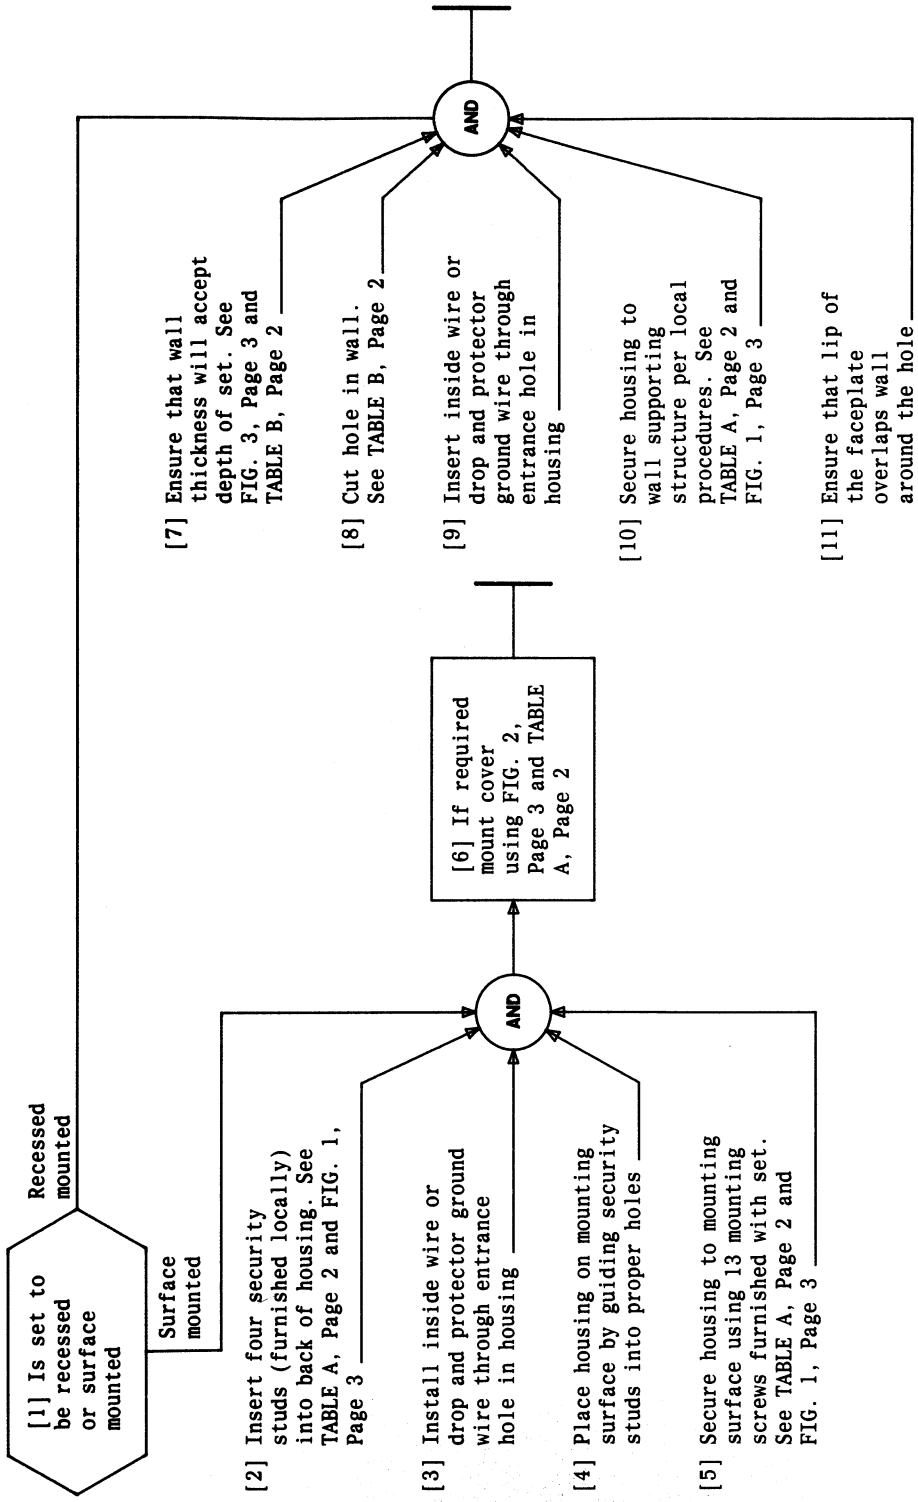 [1] Is set to
be recessed
or surface
mounted
Recessed
mounted
Surface
mounted
[2] Insert four security
studs (furnished locally)
into back of housing. See
TABLE A, Page 2 and FIG. 1,
Page 3
[3] Install inside wire or
drop and protector ground
wire through entrance
hole in housing
[4] Place housing on mounting
surface by guiding security
studs into proper holes
[5] Secure housing to mounting
surface using 13 mounting
screws furnished with set.
See TABLE A, Page 2 and
FIG. 1, Page 3
AND
[6] If required
mount cover
using FIG. 2,
Page 3 and TABLE
A, Page 2
[7] Ensure that wall
thickness will accept
depth of set. See
FIG. 3, Page 3 and
TABLE B, Page 2
[8] Cut hole in wall.
See TABLE B, Page 2
[9] Insert inside wire or
drop and protector
ground wire through
entrance hole in
housing
[10] Secure housing to
wall supporting
structure per local
procedures. See
TABLE A, Page 2 and
FIG. 1, Page 3
[11] Ensure that lip of
the faceplate
overlaps wall
around the hole
AND